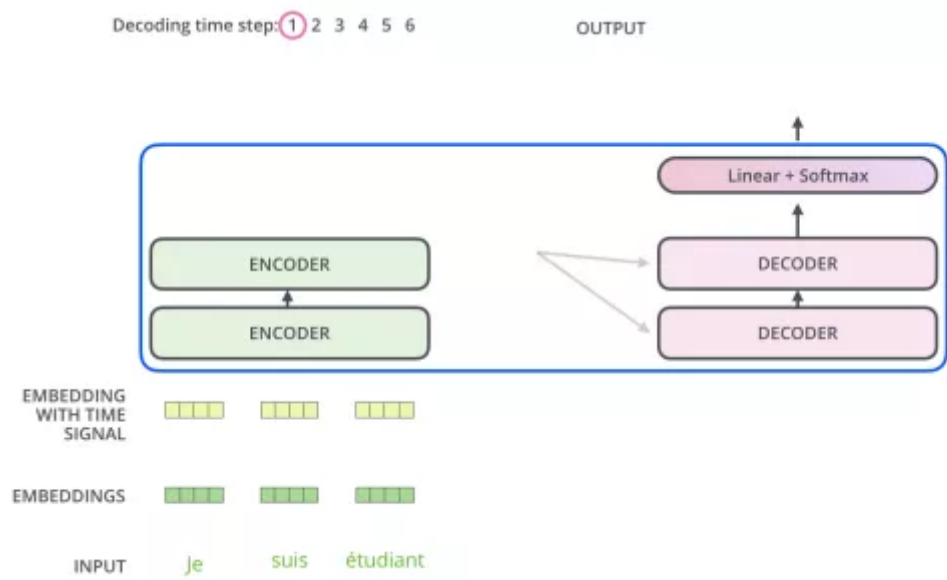 Decoding time step: 1 2 3 4 5 6
OUTPUT
Linear + Softmax
ENCODER
DECODER
ENCODER
DECODER
EMBEDDING
WITH TIME
SIGNAL
EMBEDDINGS
INPUT Je suis étudiant